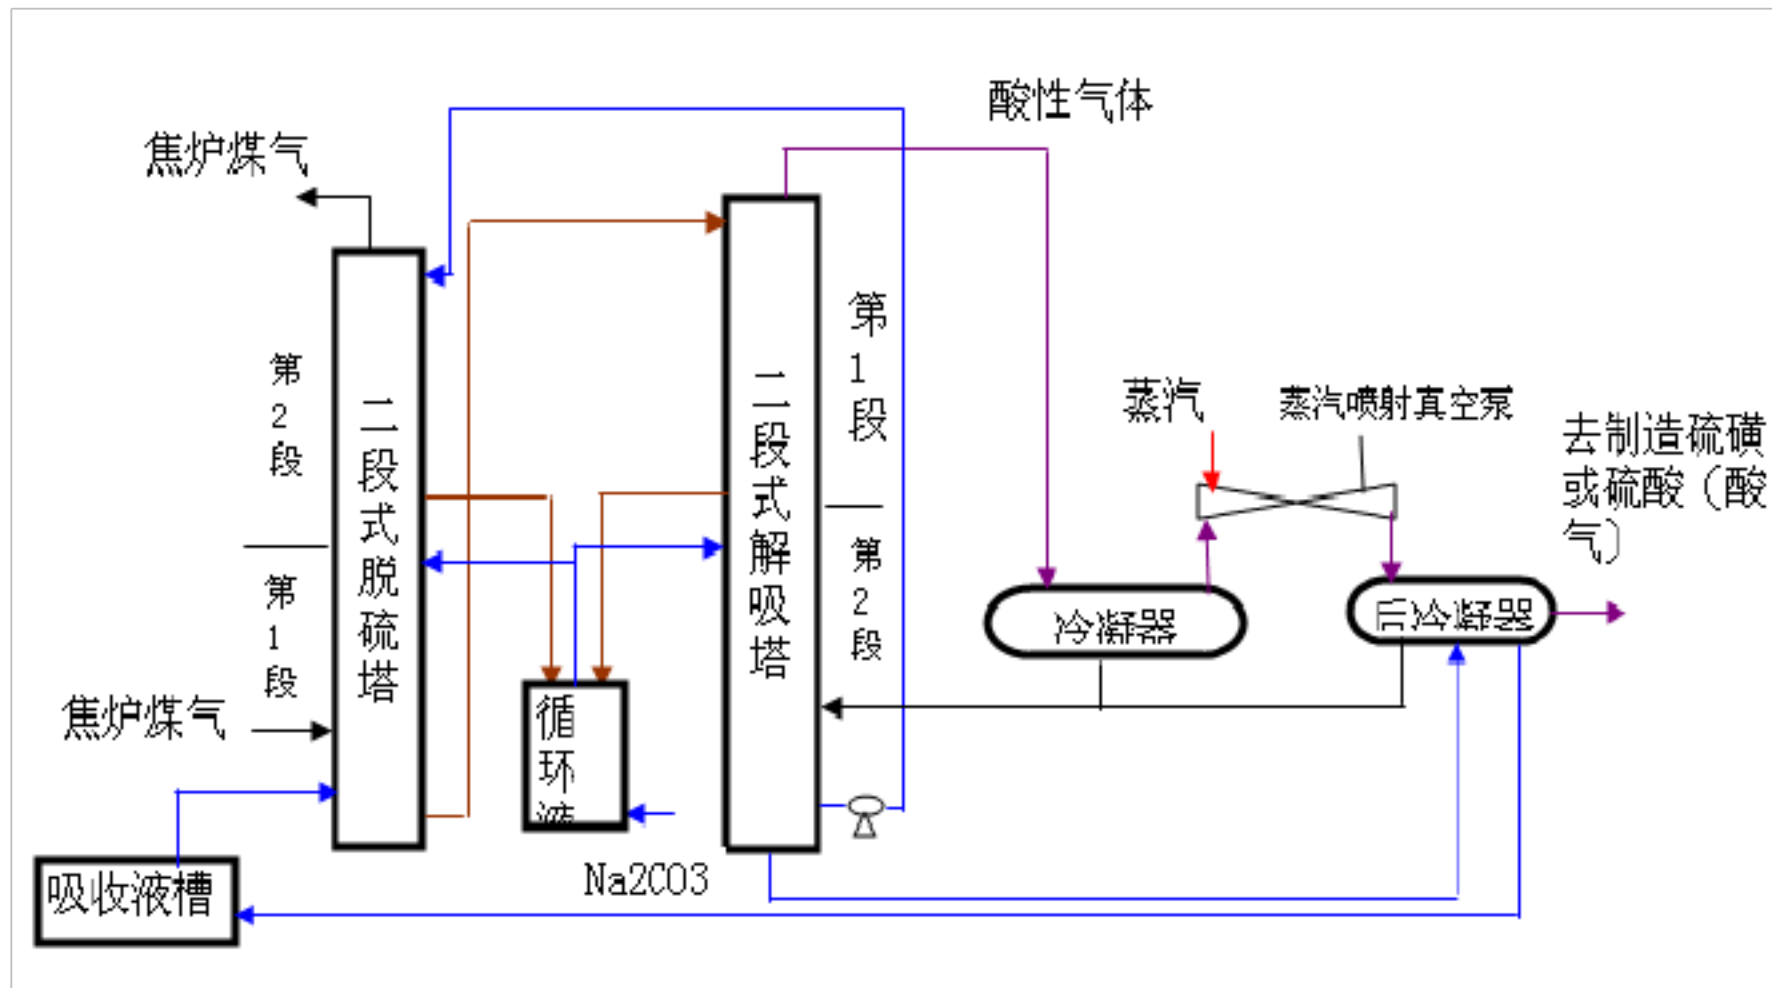 酸性气体
焦炉煤气
第1段
第2段
二段式脱硫塔
二段式解吸塔
蒸汽
蒸汽喷射真空泵
去制造硫磺
或硫酸（酸
气）
第2段
第1段
冷凝器
冷凝器
焦炉煤气
循环液
Na2CO3
吸收液槽